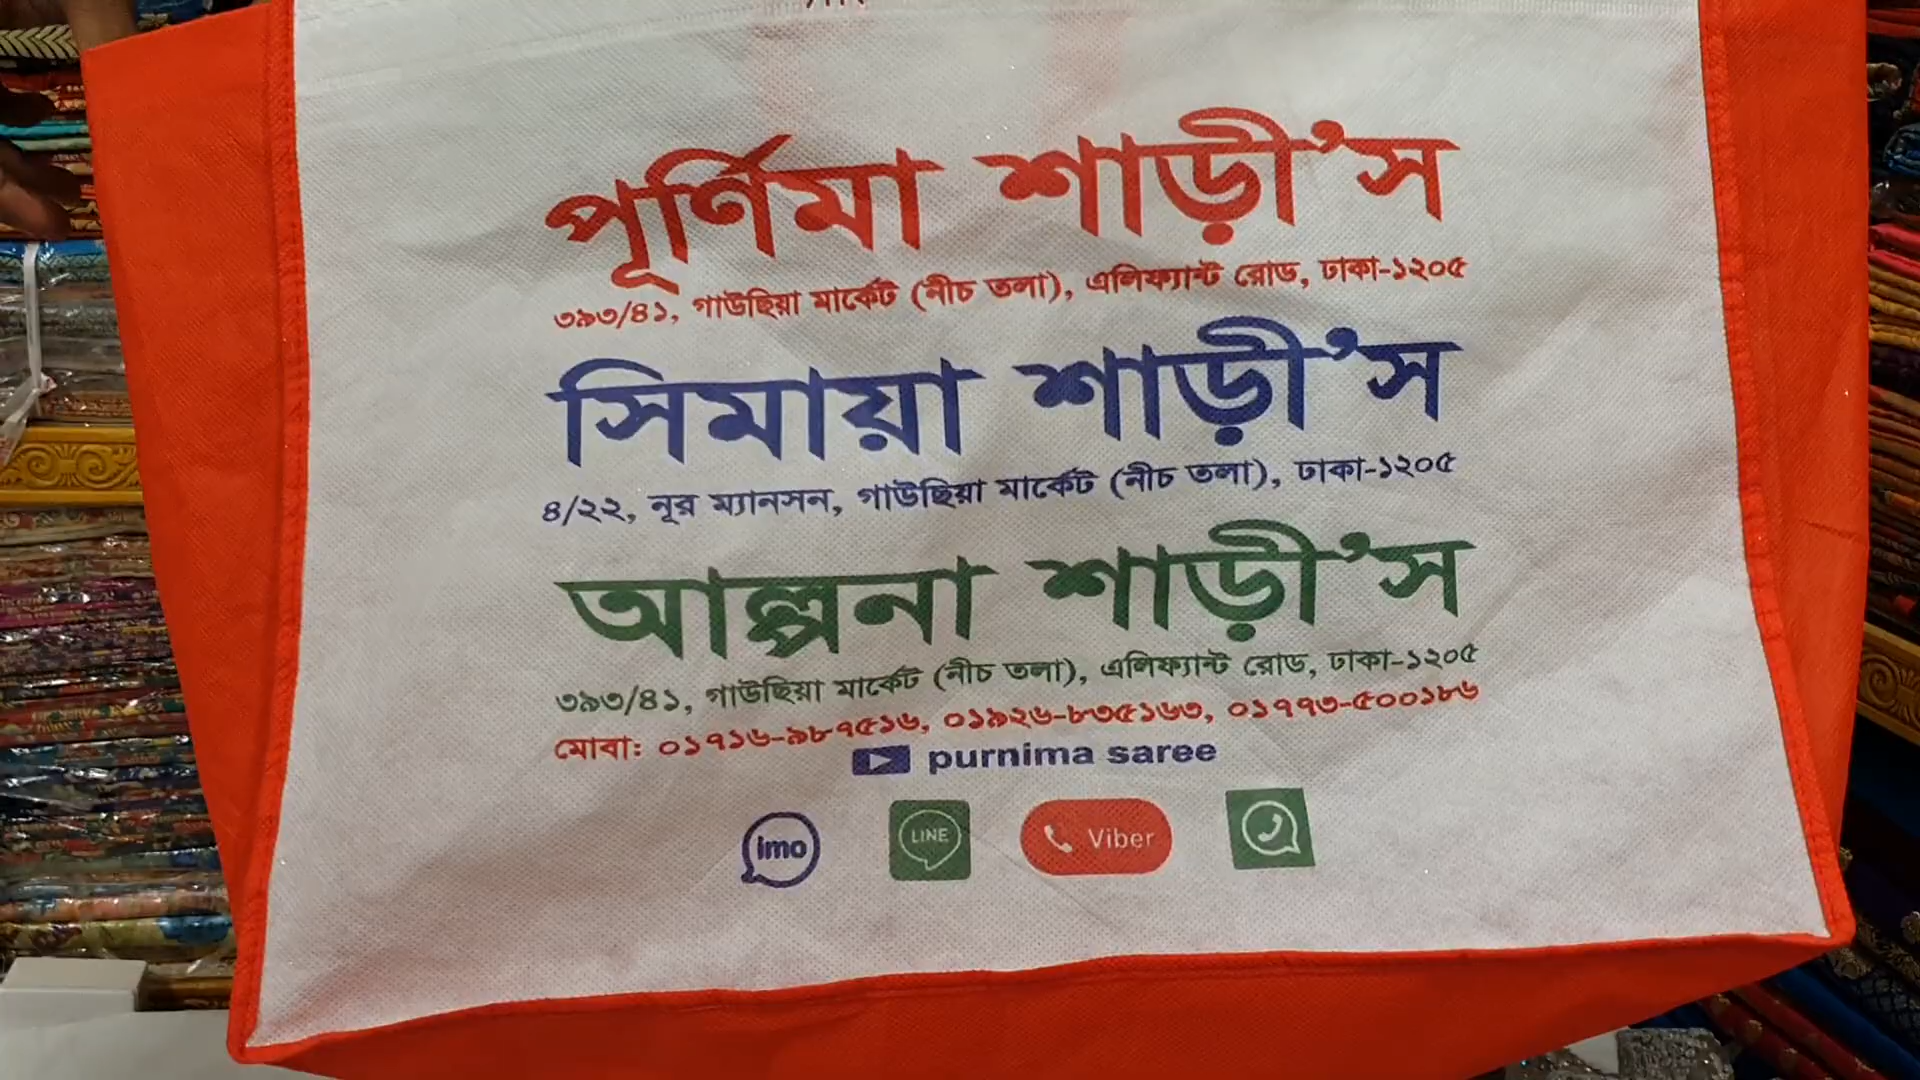 পূর্ণিমা শাড়ী'স
৩৯৩/৪১, গাউছিয়া মার্কেট (নীচ তলা), এলিফ্যান্ট রোড, ঢাকা-১২০৫
সিমায়া শাড়ী'স
৪/২২, নূর ম্যানসন, গাউছিয়া মার্কেট (নীচ তলা), ঢাকা-১২০৫
আল্পনা শাড়ী'স
৩৯৩/৪১, গাউছিয়া মার্কেট (নীচ তলা), এলিফ্যান্ট রোড, ঢাকা-১২০৫
মোবা: ০১৭১৬-৯৮৭৫১৬, ০১৯২৬-৮৩৫১৬৩, ০১৭৭৩-৫০০১৮৬
purnima saree
imo LINE Viber